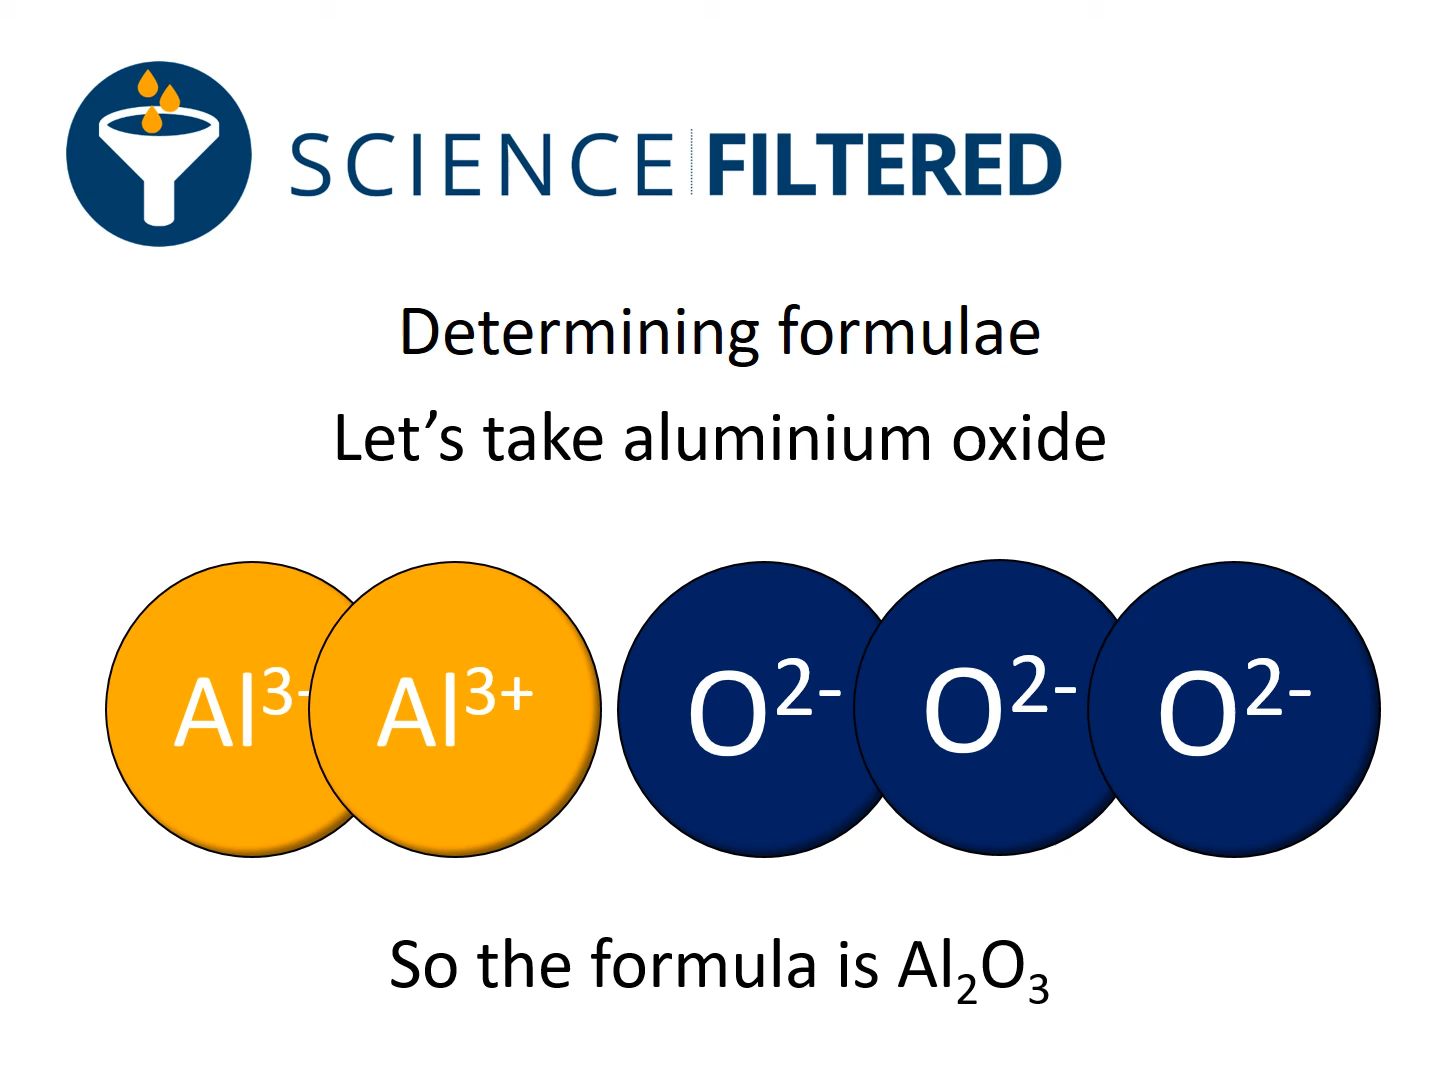 SCIENCE FILTERED
Determining formulae
Let’s take aluminium oxide
Al³⁻ Al³⁺ O²⁻ O²⁻ O²⁻
So the formula is Al₂O₃